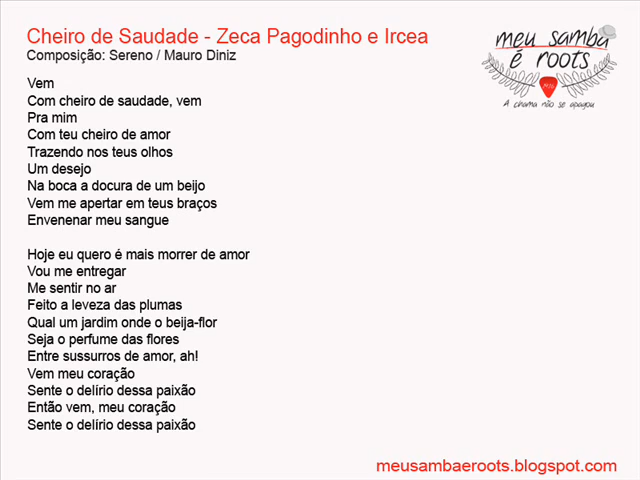 Cheiro de Saudade - Zeca Pagodinho e Ircea
Composição: Sereno / Mauro Diniz
meu samba
é roots
A chama não se apagou
Vem
Com cheiro de saudade, vem
Pra mim
Com teu cheiro de amor
Trazendo nos teus olhos
Um desejo
Na boca a docura de um beijo
Vem me apertar em teus braços
Envenenar meu sangue
Hoje eu quero é mais morrer de amor
Vou me entregar
Me sentir no ar
Feito a leveza das plumas
Qual um jardim onde o beija-flor
Seja o perfume das flores
Entre sussurros de amor, ah!
Vem meu coração
Sente o delírio dessa paixão
Então vem, meu coração
Sente o delírio dessa paixão
meusambaeroots.blogspot.com